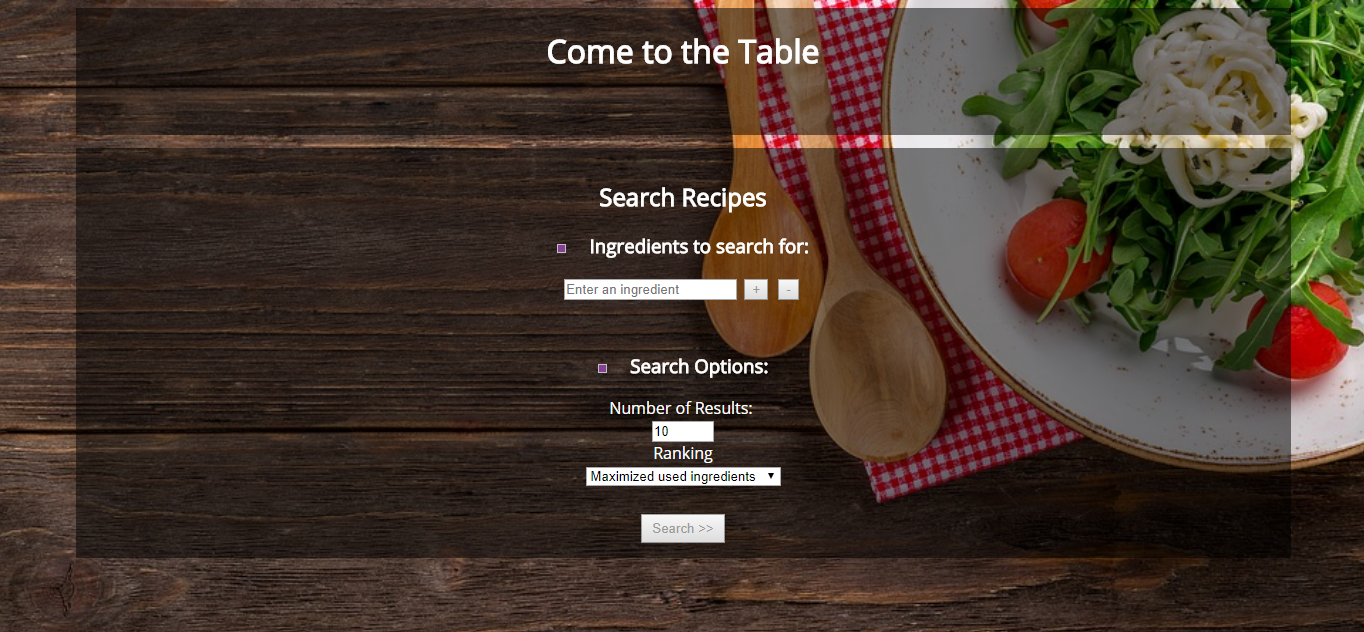 Come to the Table
Search Recipes
Ingredients to search for:
Enter an ingredient + -
Search Options:
Number of Results:
10
Ranking
Maximized used ingredients
Search >>